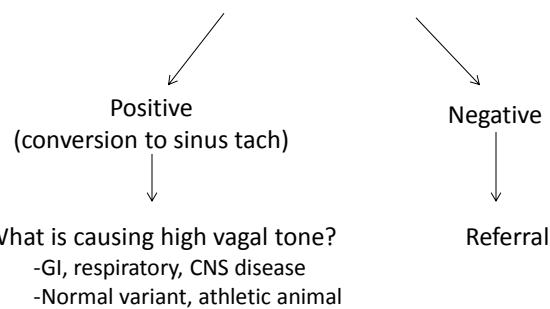 Positive
(conversion to sinus tach)
Negative
What is causing high vagal tone?
-GI, respiratory, CNS disease
-Normal variant, athletic animal
Referral